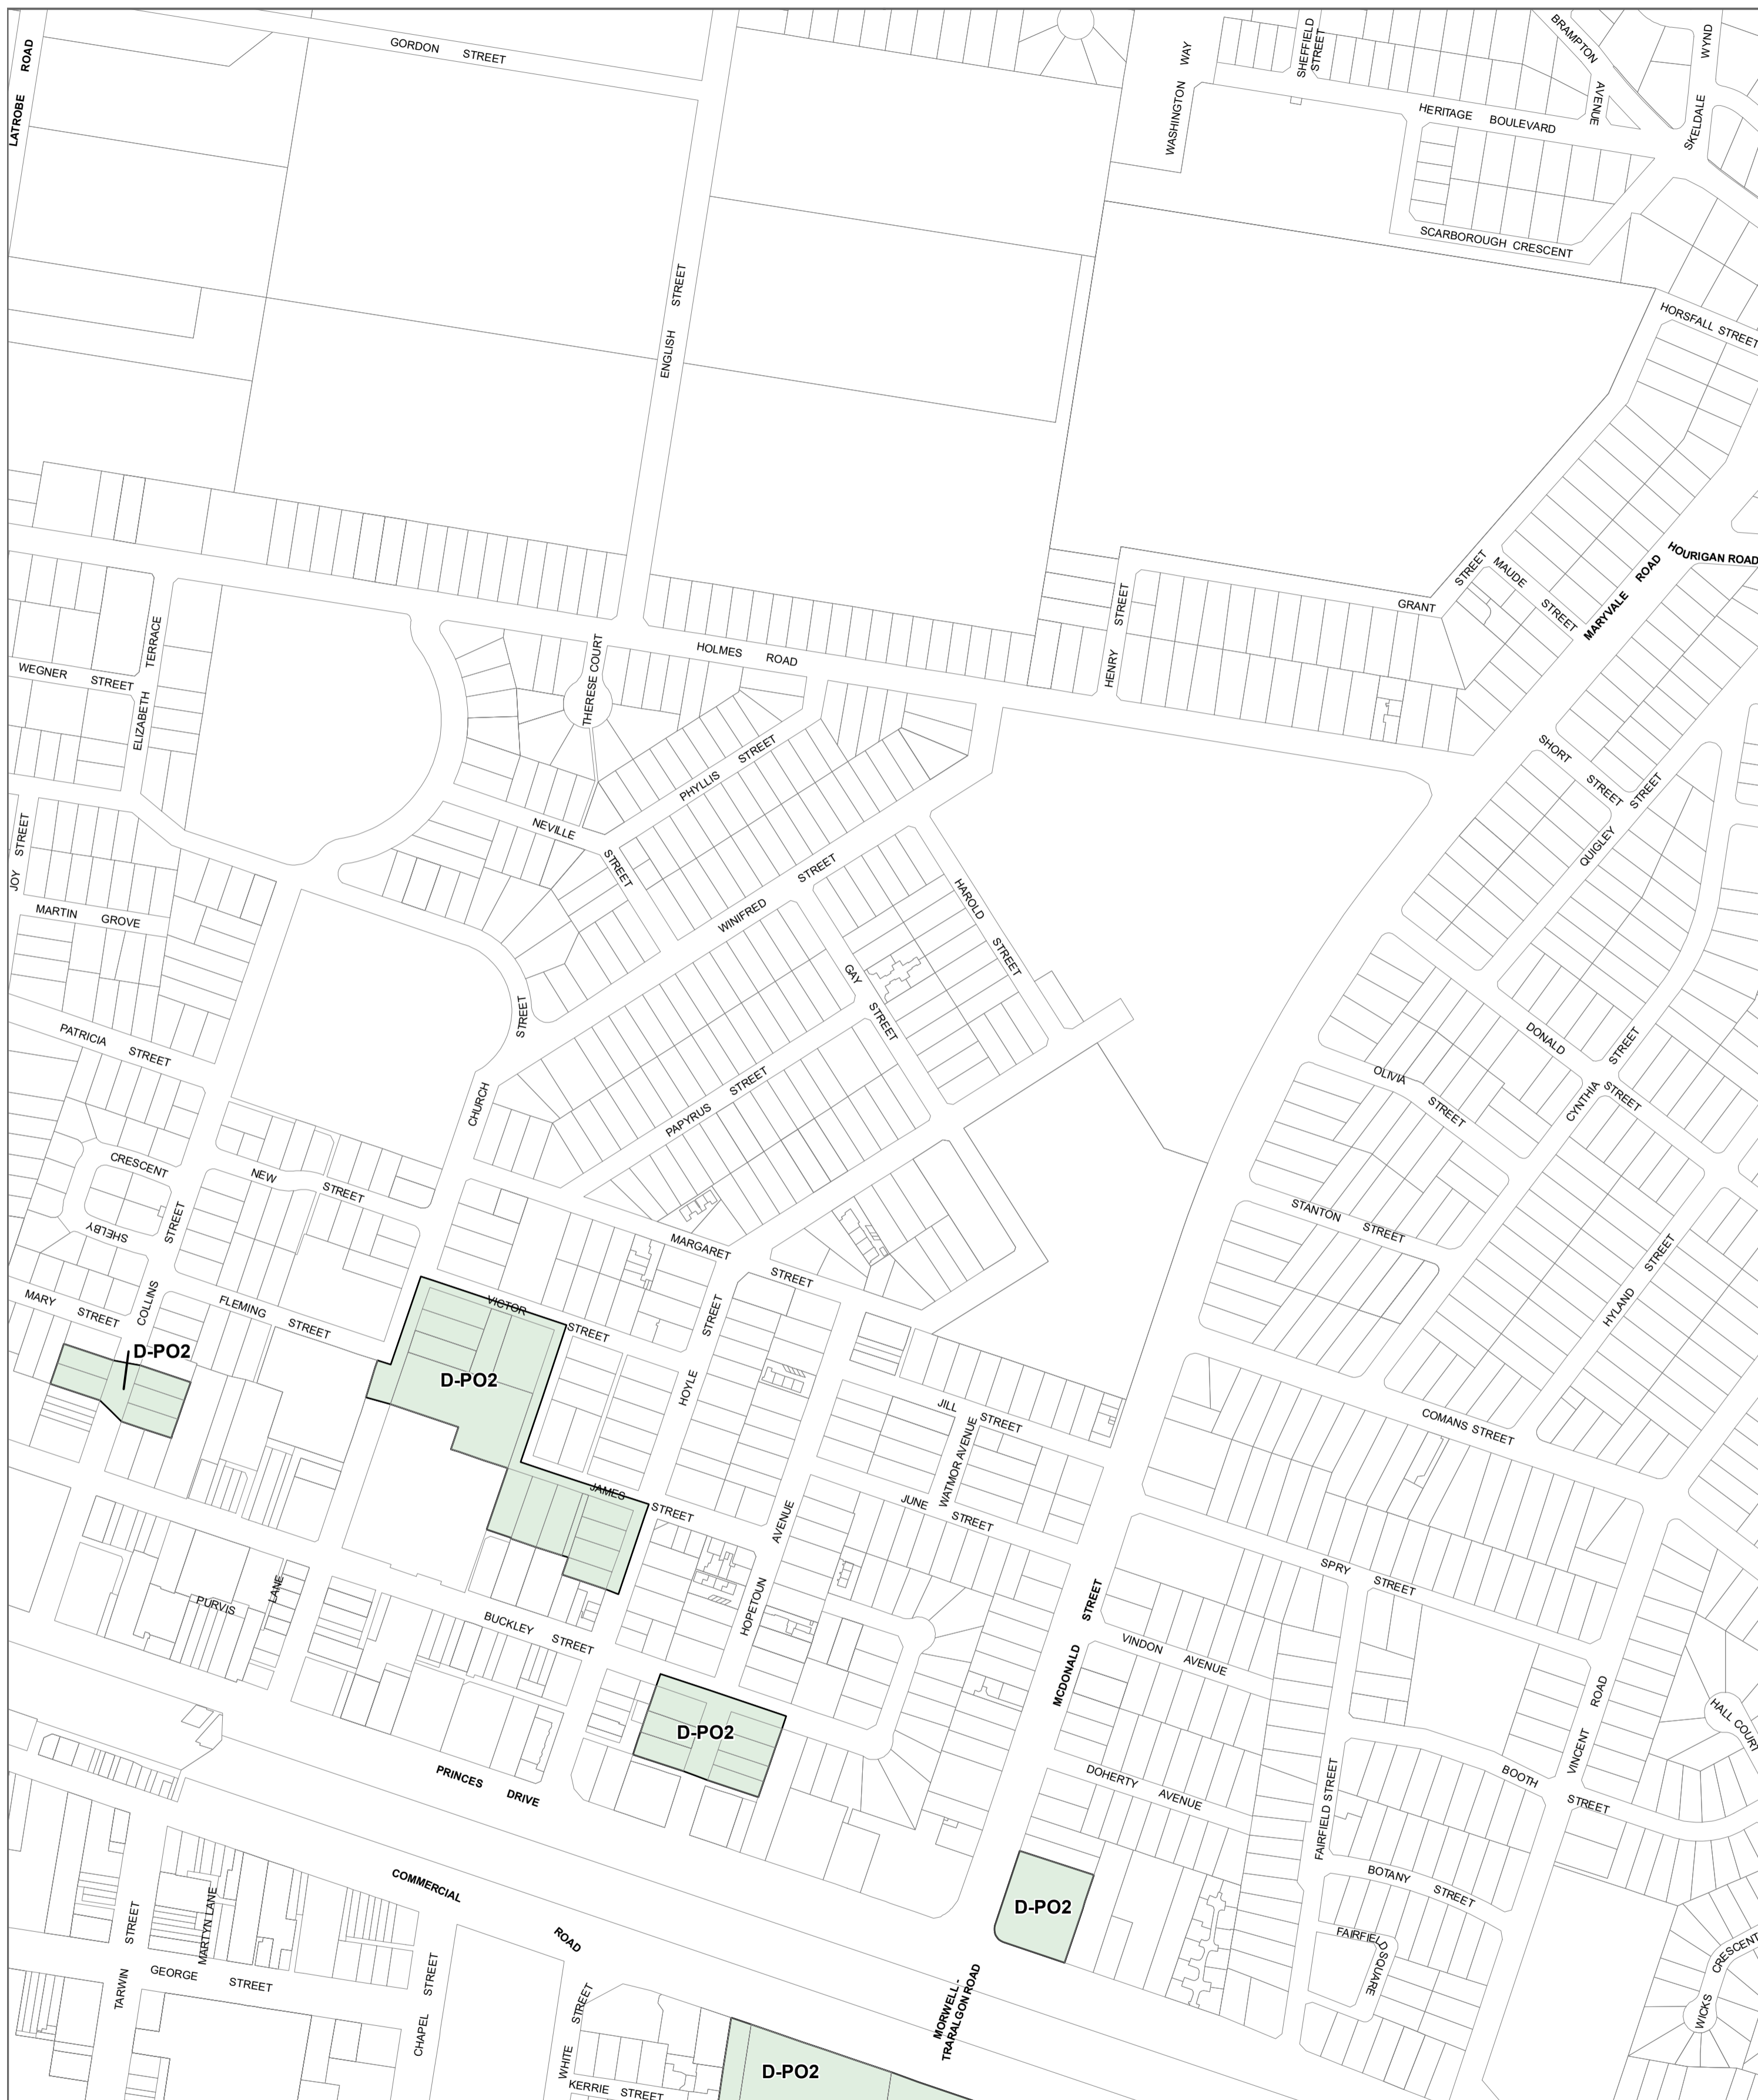 GORDON STREET
LATROBE ROAD
WASHINGTON WAY
SHEFFIELD
STREET
BRAMPTON
AVENUE
SKELDALE WYND
HERITAGE BOULEVARD
SCARBOROUGH CRESCENT
ENGLISH STREET
HORSFALL STREET
HOURIGAN ROAD
MARYVALE ROAD
MAUDE STREET
GRANT STREET
HENRY STREET
HOLMES ROAD
THERESE COURT
ELIZABETH TERRACE
WEGNER STREET
PHYLLIS STREET
NEVILLE STREET
SHORT STREET
QUIGLEY STREET
JOY STREET
MARTIN GROVE
WINIFRED STREET
HAROLD STREET
GAY STREET
CHURCH STREET
PATRICIA STREET
PAPYRUS STREET
DONALD STREET
OLIVIA STREET
CYNTHIA STREET
CRESCENT
SHELBY
NEW STREET
COLLINS STREET
MARGARET STREET
STANTON STREET
HYLAND STREET
MARY STREET
FLEMING STREET
VICTOR STREET
D-PO2
D-PO2
HOYLE STREET
JILL STREET
WATMOR AVENUE
COMANS STREET
JAMES STREET
JUNE STREET
HOPETOUN AVENUE
SPRY STREET
PURVIS LANE
BUCKLEY STREET
MCDONALD STREET
VINDON AVENUE
VINCENT ROAD
HALL COURT
D-PO2
PRINCES DRIVE
DOHERTY AVENUE
FAIRFIELD STREET
BOOTH STREET
COMMERCIAL ROAD
BOTANY STREET
D-PO2
FAIRFIELD
SQUARE
MARTYN LANE
TARWIN STREET
GEORGE STREET
CHAPEL STREET
WHITE STREET
KERRIE STREET
MORWELL -
TRARALGON ROAD
WICKS CRESCENT
D-PO2